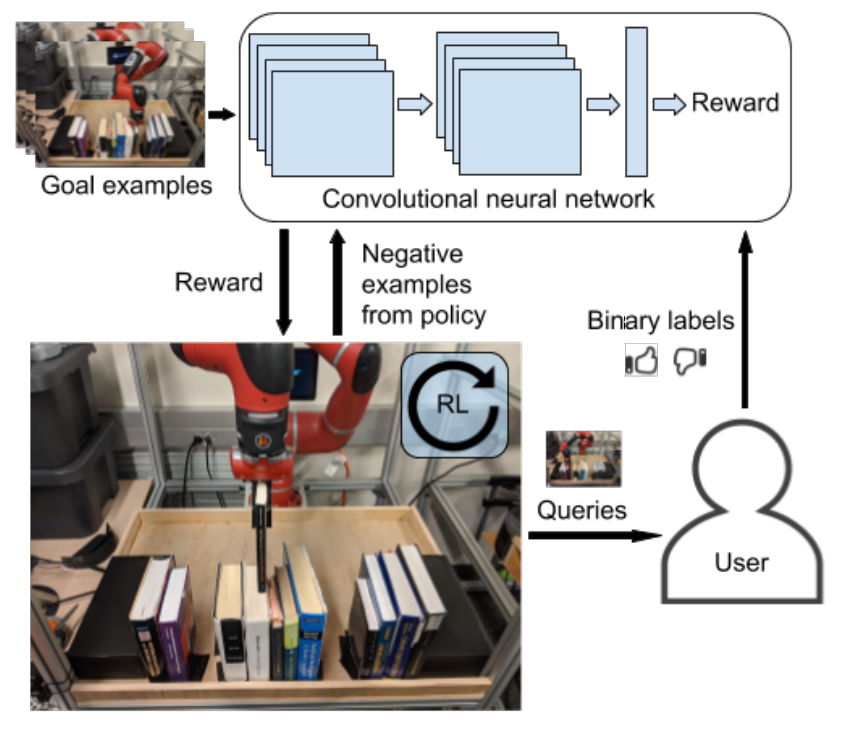 Reward
Convolutional neural network
Goal examples
Reward
Negative
examples
from policy
Binary labels
RL
Queries
User